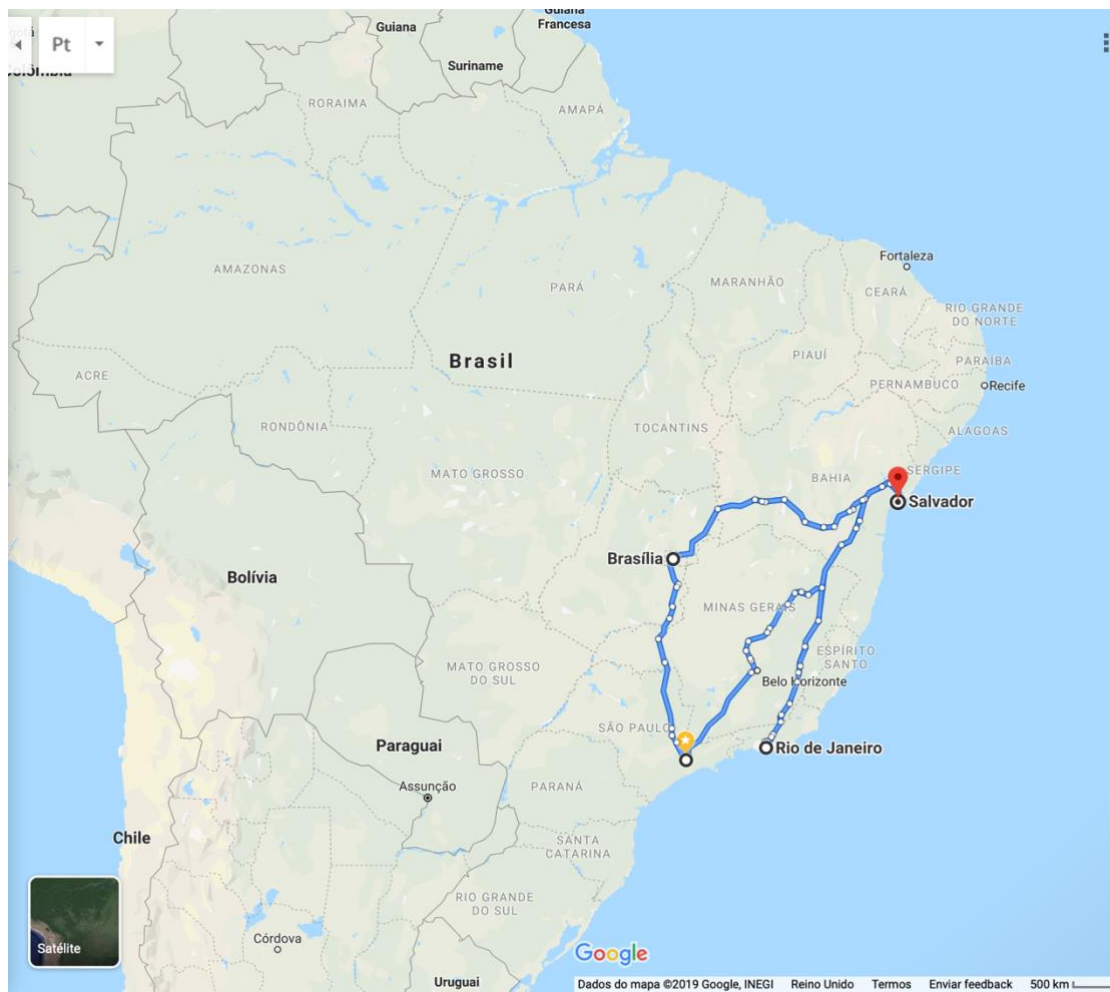 Guiana
Francesa
Guiana
Pt
Suriname
Colômbia
RORAIMA
AMAPÁ
Fortaleza
AMAZONAS
PARÁ
MARANHÃO
CEARÁ
RIO GRANDE
DO NORTE
Brasil
PIAUÍ
PARAÍBA
ACRE
PERNAMBUCO
Recife
RONDÔNIA
TOCANTINS
ALAGOAS
MATO GROSSO
BAHIA
SERGIPE
Salvador
Brasília
Bolívia
MINAS GERAIS
ESPÍRITO
SANTO
MATO GROSSO
DO SUL
Belo Horizonte
SÃO PAULO
Paraguai
Rio de Janeiro
Assunção
PARANÁ
Chile
SANTA
CATARINA
RIO GRANDE
DO SUL
Córdova
Satélite
Google
Uruguai
Dados do mapa ©2019 Google, INEGI Reino Unido Termos Enviar feedback 500 km